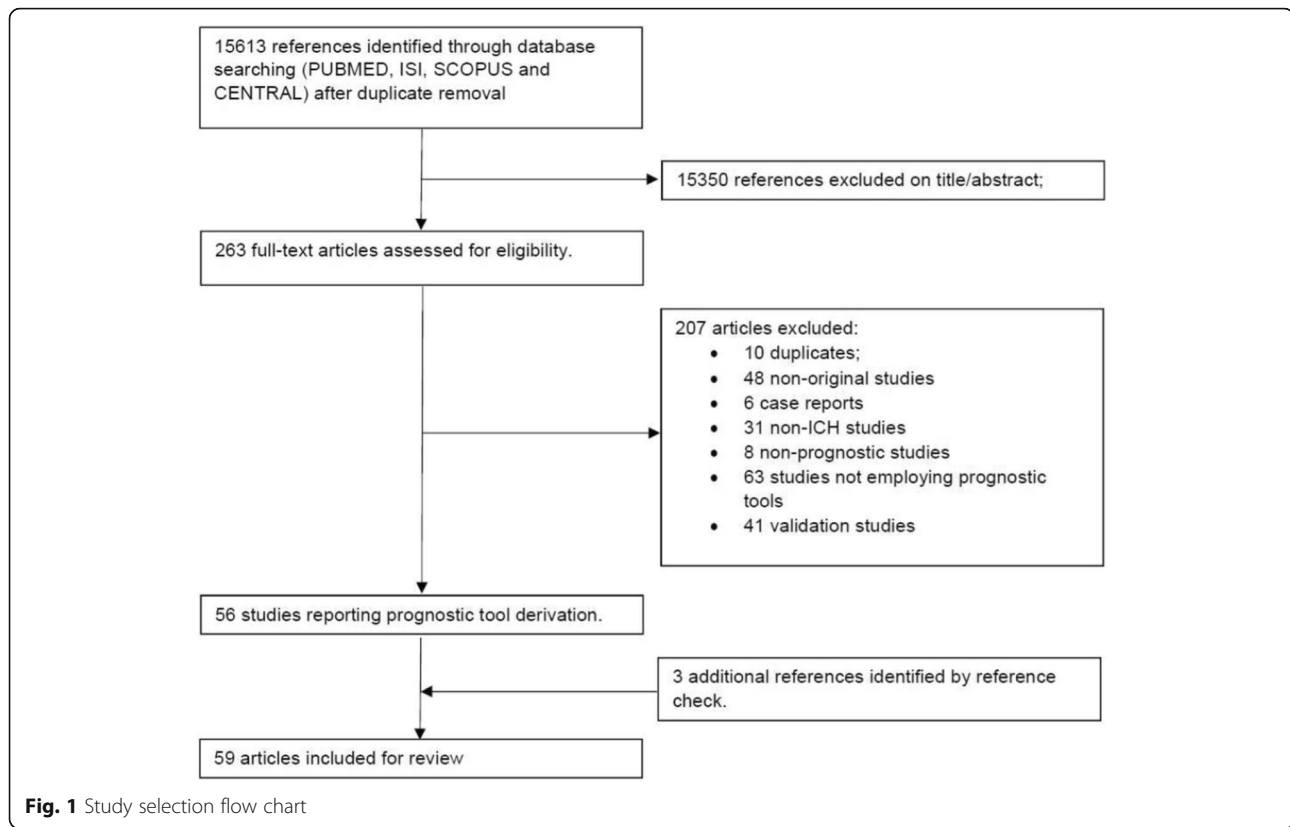 15613 references identified through database
searching (PUBMED, ISI, SCOPUS and
CENTRAL) after duplicate removal
15350 references excluded on title/abstract;
263 full-text articles assessed for eligibility.
207 articles excluded:
• 10 duplicates;
• 48 non-original studies
• 6 case reports
• 31 non-ICH studies
• 8 non-prognostic studies
• 63 studies not employing prognostic
tools
• 41 validation studies
56 studies reporting prognostic tool derivation.
3 additional references identified by reference
check.
59 articles included for review
Fig. 1 Study selection flow chart